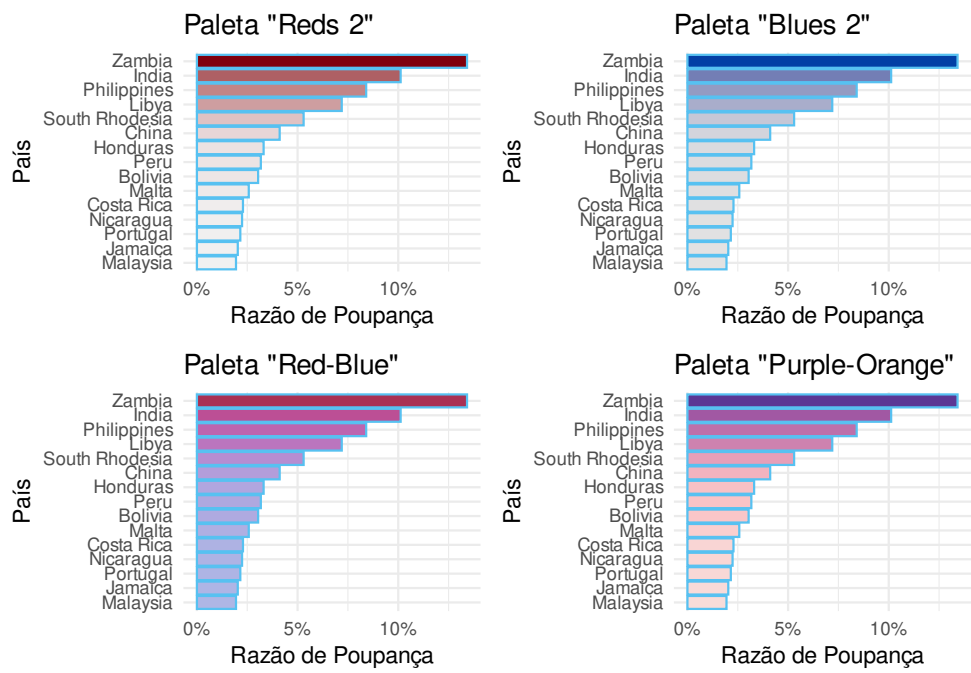 Paleta "Reds 2"
Zambia
India
Philippines
Libya
South Rhodesia
China
Honduras
Peru
Bolivia
Malta
Costa Rica
Nicaragua
Portugal
Jamaica
Malaysia
País
0% 5% 10%
Razão de Poupança
Paleta "Blues 2"
Zambia
India
Philippines
Libya
South Rhodesia
China
Honduras
Peru
Bolivia
Malta
Costa Rica
Nicaragua
Portugal
Jamaica
Malaysia
País
0% 5% 10%
Razão de Poupança
Paleta "Red-Blue"
Zambia
India
Philippines
Libya
South Rhodesia
China
Honduras
Peru
Bolivia
Malta
Costa Rica
Nicaragua
Portugal
Jamaica
Malaysia
País
0% 5% 10%
Razão de Poupança
Paleta "Purple-Orange"
Zambia
India
Philippines
Libya
South Rhodesia
China
Honduras
Peru
Bolivia
Malta
Costa Rica
Nicaragua
Portugal
Jamaica
Malaysia
País
0% 5% 10%
Razão de Poupança